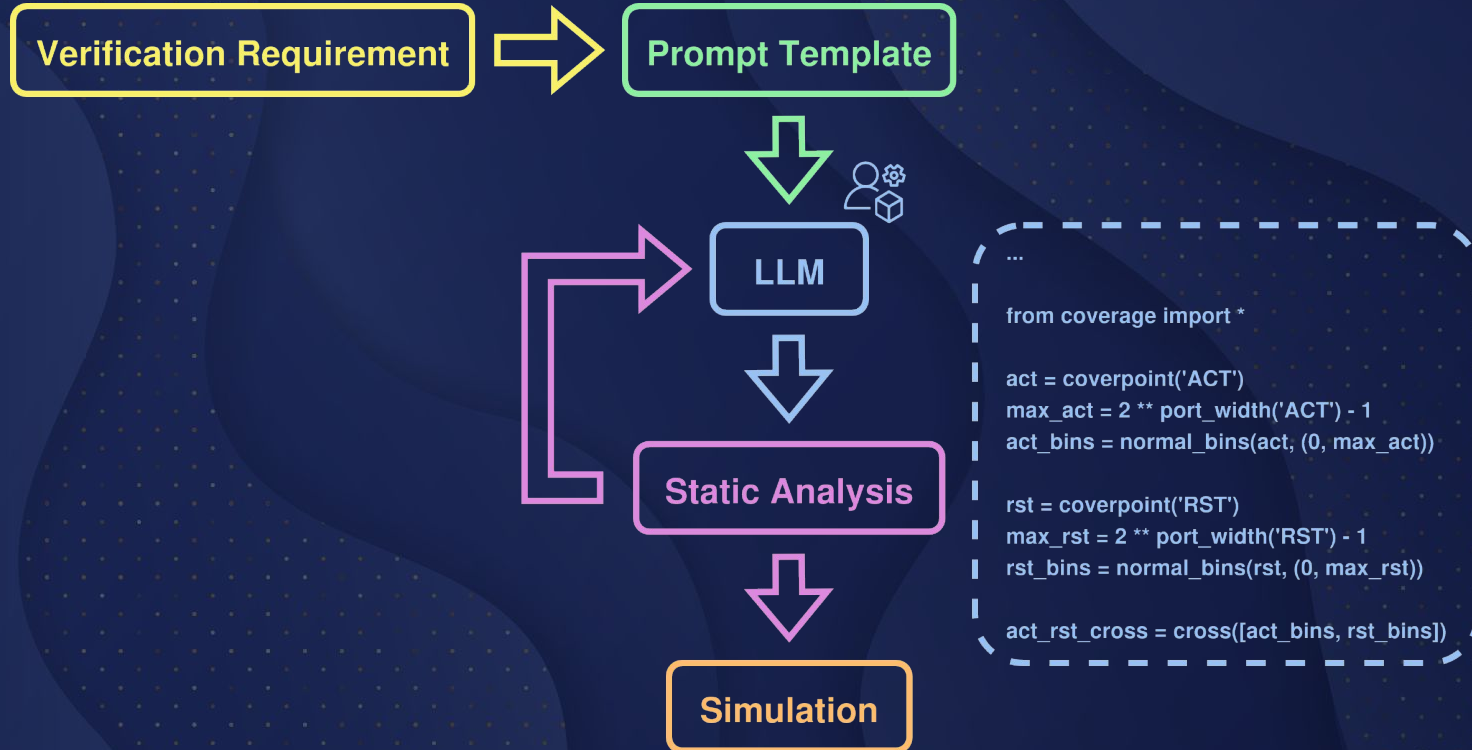 Verification Requirement
Prompt Template
LLM
Static Analysis
Simulation
...
from coverage import *
act = coverpoint('ACT')
max_act = 2 ** port_width('ACT') - 1
act_bins = normal_bins(act, (0, max_act))
rst = coverpoint('RST')
max_rst = 2 ** port_width('RST') - 1
rst_bins = normal_bins(rst, (0, max_rst))
act_rst_cross = cross([act_bins, rst_bins])